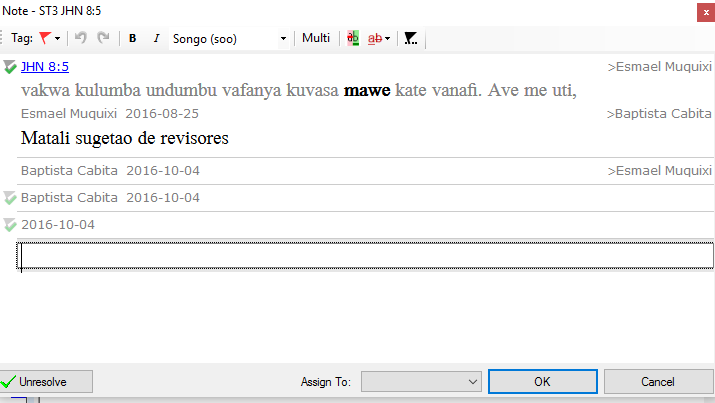 Note - ST3 JHN 8:5
x
Tag: B I Songo (soo) Multi ab ab
JHN 8:5 >Esmael Muquixi
vakwa kulumba undumbu vafanya kuvasa mawe kate vanafi. Ave me uti,
Esmael Muquixi 2016-08-25 >Baptista Cabita
Matali sugetao de revisores
Baptista Cabita 2016-10-04 >Esmael Muquixi
Baptista Cabita 2016-10-04
2016-10-04
Unresolve Assign To: OK Cancel